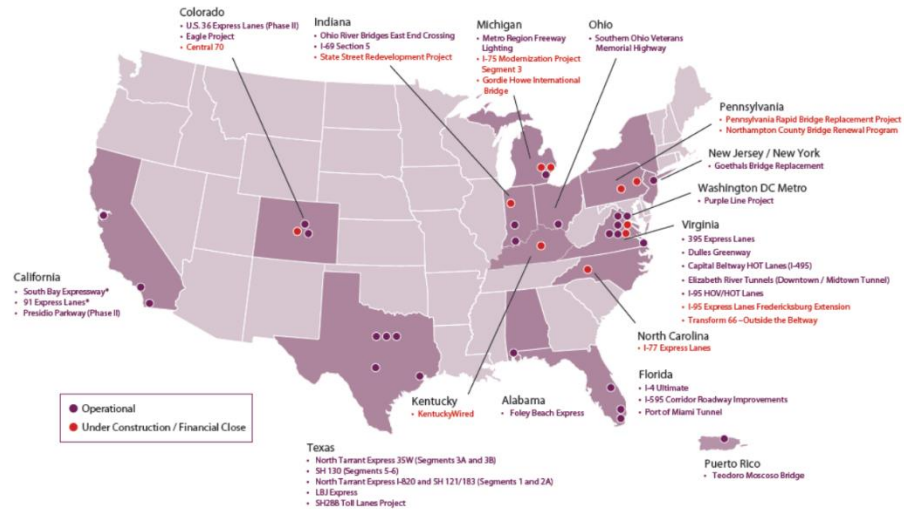 Colorado
• U.S. 36 Express Lanes (Phase II)
• Eagle Project
• Central 70
Indiana
• Ohio River Bridges East End Crossing
• I-69 Section 5
• State Street Redevelopment Project
Michigan
• Metro Region Freeway
Lighting
• I-75 Modernization Project
Segment 3
• Gordie Howe International
Bridge
Ohio
• Southern Ohio Veterans
Memorial Highway
Pennsylvania
• Pennsylvania Rapid Bridge Replacement Project
• Northampton County Bridge Renewal Program
New Jersey / New York
• Goethals Bridge Replacement
Washington DC Metro
• Purple Line Project
Virginia
• 395 Express Lanes
• Dulles Greenway
• Capital Beltway HOT Lanes (I-495)
• Elizabeth River Tunnels (Downtown / Midtown Tunnel)
• I-95 HOV/HOT Lanes
• I-95 Express Lanes Fredericksburg Extension
• Transform 66 – Outside the Beltway
North Carolina
• I-77 Express Lanes
Florida
• I-4 Ultimate
• I-595 Corridor Roadway Improvements
• Port of Miami Tunnel
Puerto Rico
• Teodoro Moscoso Bridge
California
• South Bay Expressway*
• 91 Express Lanes*
• Presidio Parkway (Phase II)
Operational
Under Construction / Financial Close
Kentucky
• KentuckyWired
Alabama
• Foley Beach Express
Texas
• North Tarrant Express 35W (Segments 3A and 3B)
• SH 130 (Segments 5-6)
• North Tarrant Express I-820 and SH 121/183 (Segments 1 and 2A)
• LBJ Express
• SH288 Toll Lanes Project